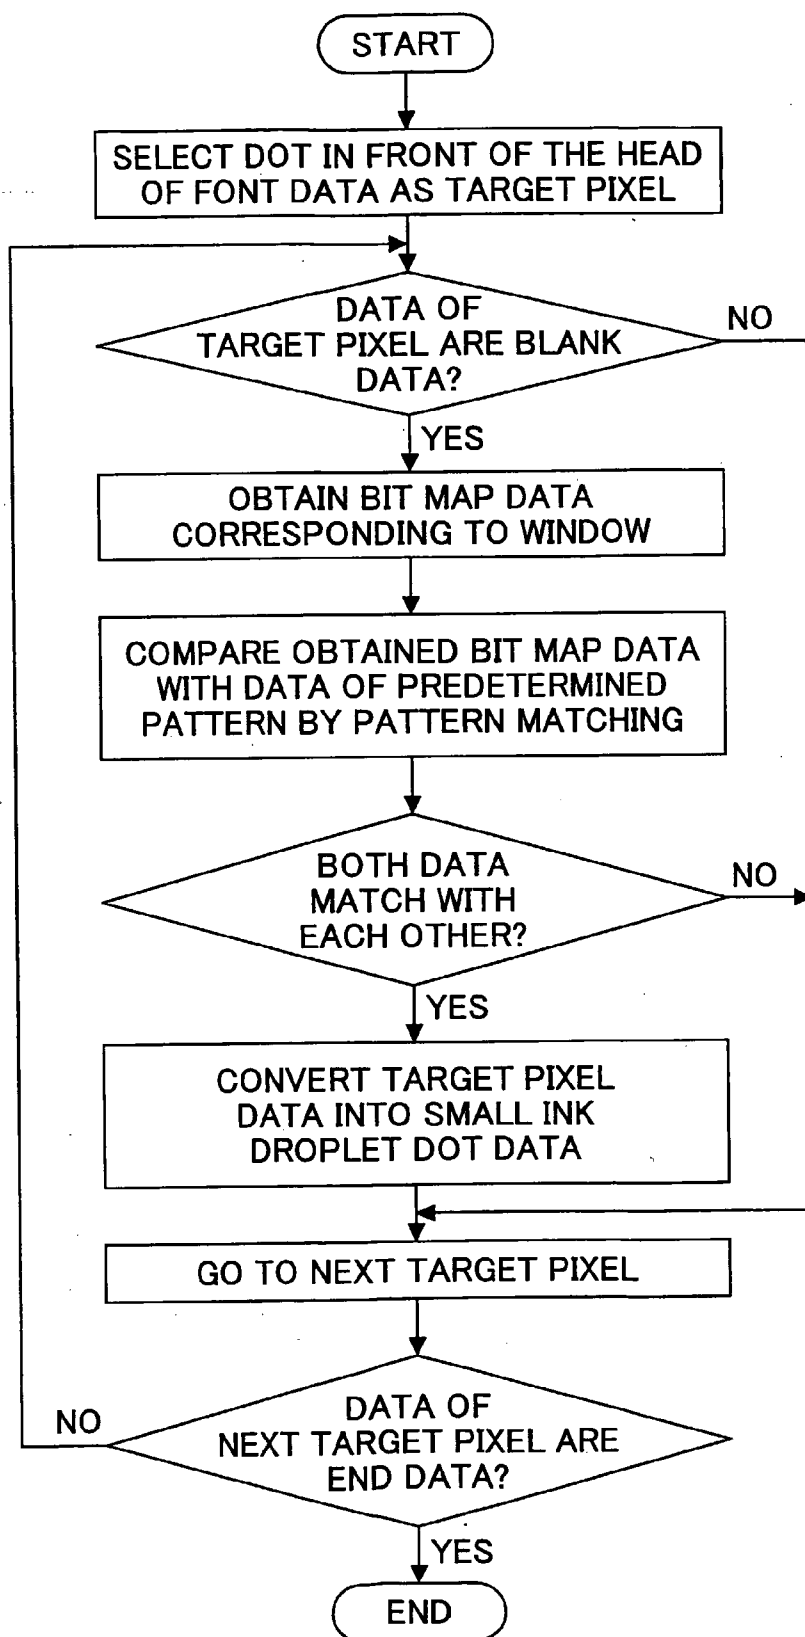 START
SELECT DOT IN FRONT OF THE HEAD
OF FONT DATA AS TARGET PIXEL
DATA OF
TARGET PIXEL ARE BLANK
DATA?
NO
YES
OBTAIN BIT MAP DATA
CORRESPONDING TO WINDOW
COMPARE OBTAINED BIT MAP DATA
WITH DATA OF PREDETERMINED
PATTERN BY PATTERN MATCHING
BOTH DATA
MATCH WITH
EACH OTHER?
NO
YES
CONVERT TARGET PIXEL
DATA INTO SMALL INK
DROPLET DOT DATA
GO TO NEXT TARGET PIXEL
DATA OF
NEXT TARGET PIXEL ARE
END DATA?
NO
YES
END